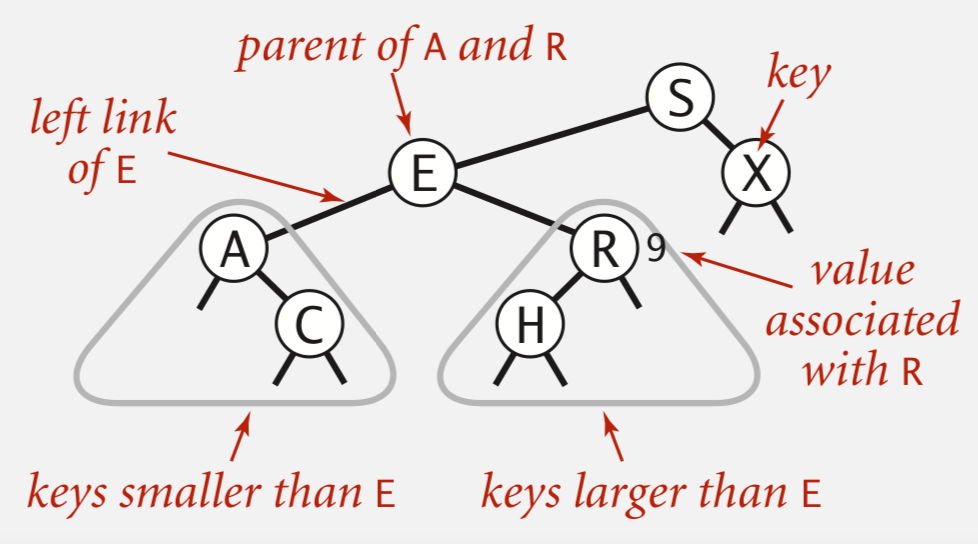 parent of A and R
S
key
left link
of E
E
X
A
R 9
value
associated
with R
C
H
keys smaller than E
keys larger than E